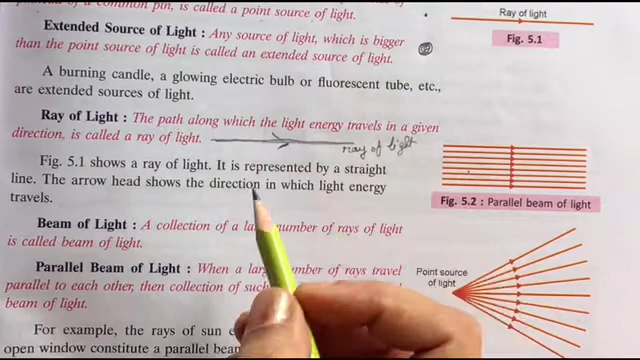 of a common pin, is called a point source of light.
Extended Source of Light : Any source of light, which is bigger
than the point source of light is called an extended source of light.
A burning candle, a glowing electric bulb or fluorescent tube, etc.,
are extended sources of light.
Ray of Light : The path along which the light energy travels in a given
direction, is called a ray of light.
ray of light
Fig. 5.1 shows a ray of light. It is represented by a straight
line. The arrow head shows the direction in which light energy
travels.
Beam of Light : A collection of a number of rays of light
is called beam of light.
Parallel Beam of Light : When a number of rays travel
parallel to each other, then collection of such
beam of light.
For example, the rays of sun
open window constitute a parallel
Ray of light
Fig. 5.1
Fig. 5.2 : Parallel beam of light
Point source
of light